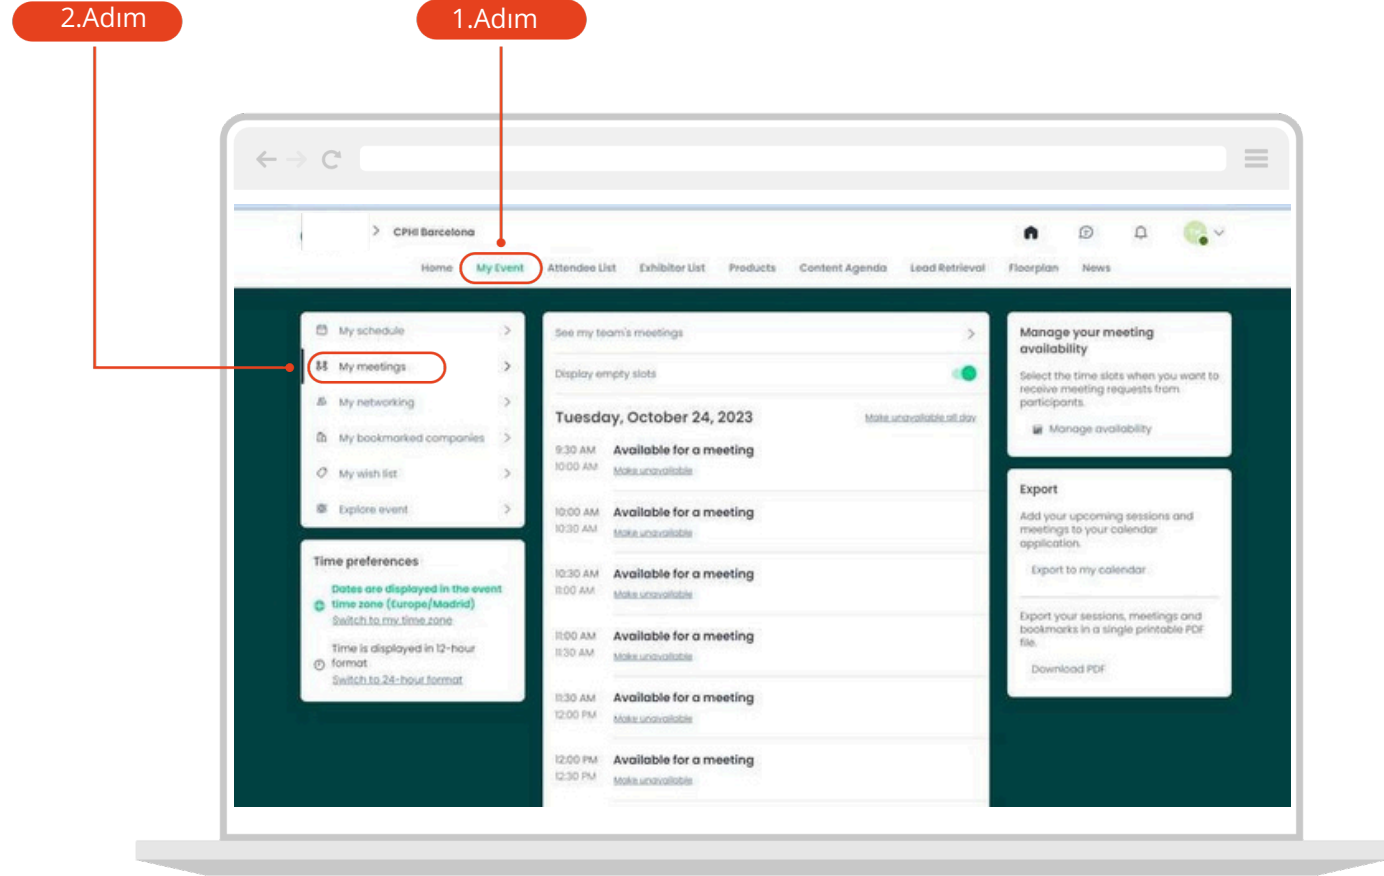 2.Adım
1.Adım
CPHI Barcelona
Home My Event Attendee List Exhibitor List Products Content Agenda Lead Retrieval Floorplan News
My schedule
My meetings
My networking
My bookmarked companies
My wish list
Explore event
Time preferences
Dates are displayed in the event
time zone (Europe/Madrid)
Switch to my time zone
Time is displayed in 12-hour
format
Switch to 24-hour format
See my team's meetings
Display empty slots
Tuesday, October 24, 2023 Make unavailable all day
9:30 AM Available for a meeting
10:00 AM Make unavailable
10:00 AM Available for a meeting
10:30 AM Make unavailable
10:30 AM Available for a meeting
11:00 AM Make unavailable
11:00 AM Available for a meeting
11:30 AM Make unavailable
11:30 AM Available for a meeting
12:00 PM Make unavailable
12:00 PM Available for a meeting
12:30 PM Make unavailable
Manage your meeting
availability
Select the time slots when you want to
receive meeting requests from
participants.
Manage availability
Export
Add your upcoming sessions and
meetings to your calendar
application.
Export to my calendar
Export your sessions, meetings and
bookmarks in a single printable PDF
file.
Download PDF